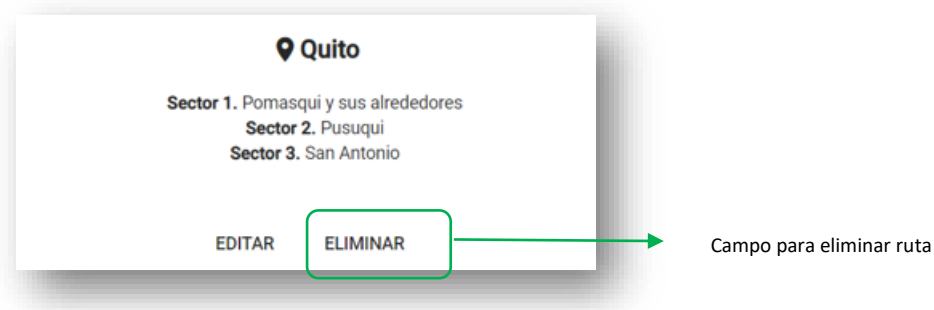 Quito
Sector 1. Pomasqui y sus alrededores
Sector 2. Pusuqui
Sector 3. San Antonio
EDITAR ELIMINAR
Campo para eliminar ruta